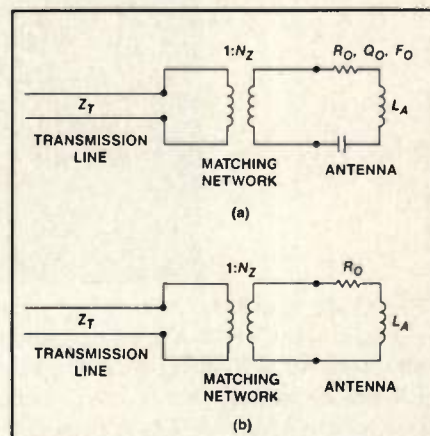 1:N_Z
R_O, Q_O, F_O
Z_T
L_A
TRANSMISSION
LINE
MATCHING
NETWORK
ANTENNA
(a)
1:N_Z
R_O
Z_T
L_A
TRANSMISSION
LINE
MATCHING
NETWORK
ANTENNA
(b)